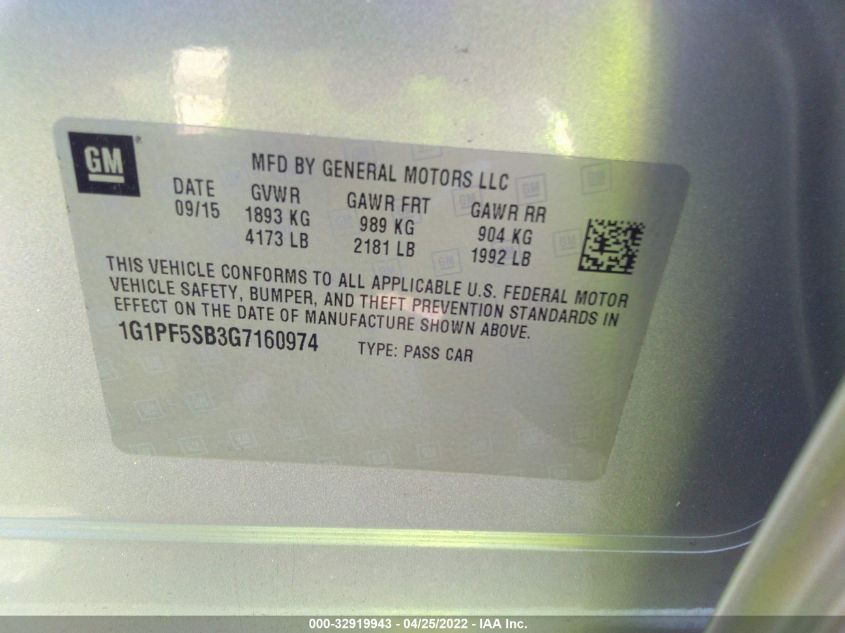 GM
MFD BY GENERAL MOTORS LLC
DATE GVWR GAWR FRT GAWR RR
09/15 1893 KG 989 KG 904 KG
4173 LB 2181 LB 1992 LB
THIS VEHICLE CONFORMS TO ALL APPLICABLE U.S. FEDERAL MOTOR
VEHICLE SAFETY, BUMPER, AND THEFT PREVENTION STANDARDS IN
EFFECT ON THE DATE OF MANUFACTURE SHOWN ABOVE.
1G1PF5SB3G7160974 TYPE: PASS CAR
000-32919943 - 04/25/2022 - IAA Inc.